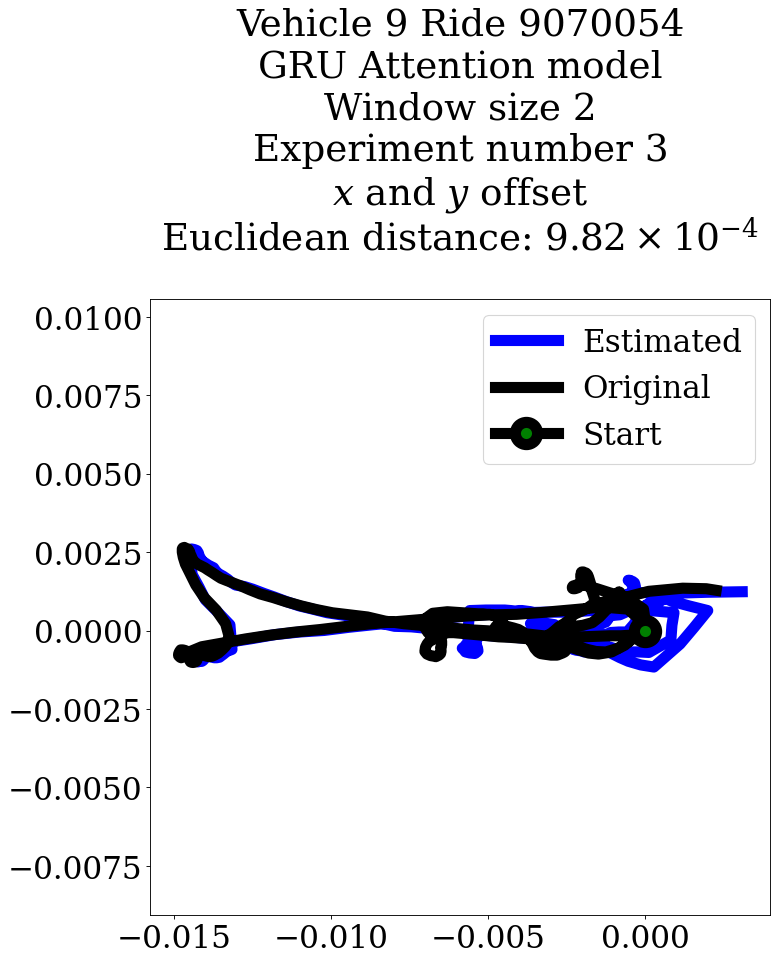 Vehicle 9 Ride 9070054
GRU Attention model
Window size 2
Experiment number 3
x and y offset
Euclidean distance: 9.82 × 10⁻⁴
Estimated
Original
Start
0.0100
0.0075
0.0050
0.0025
0.0000
−0.0025
−0.0050
−0.0075
−0.015 −0.010 −0.005 0.000